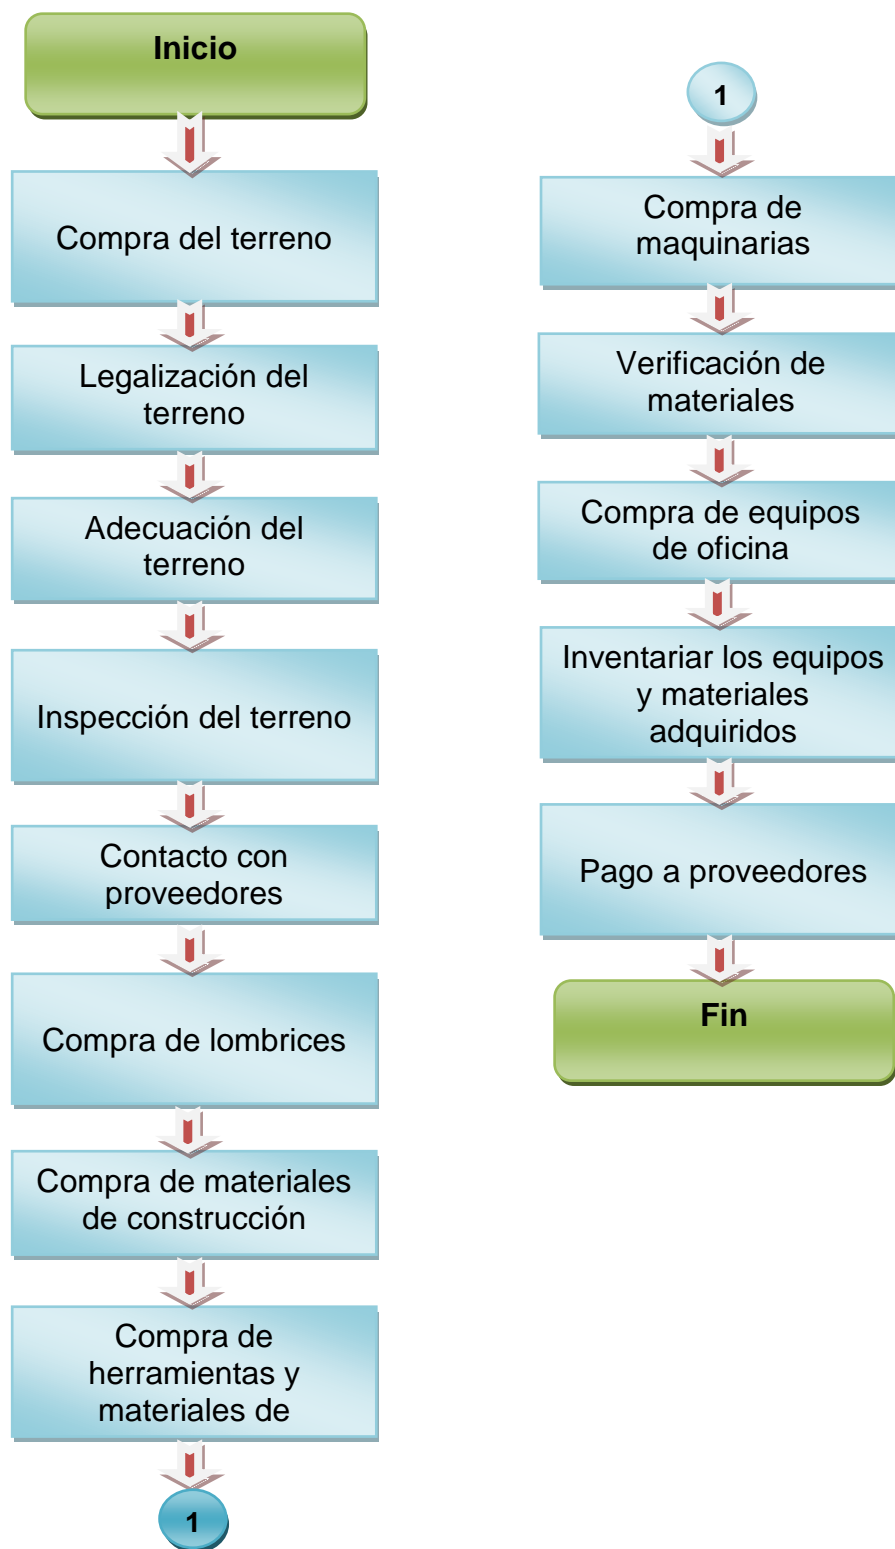 Inicio
Compra del terreno
Legalización del
terreno
Adecuación del
terreno
Inspección del terreno
Contacto con
proveedores
Compra de lombrices
Compra de materiales
de construcción
Compra de
herramientas y
materiales de
1
1
Compra de
maquinarias
Verificación de
materiales
Compra de equipos
de oficina
Inventariar los equipos
y materiales
adquiridos
Pago a proveedores
Fin